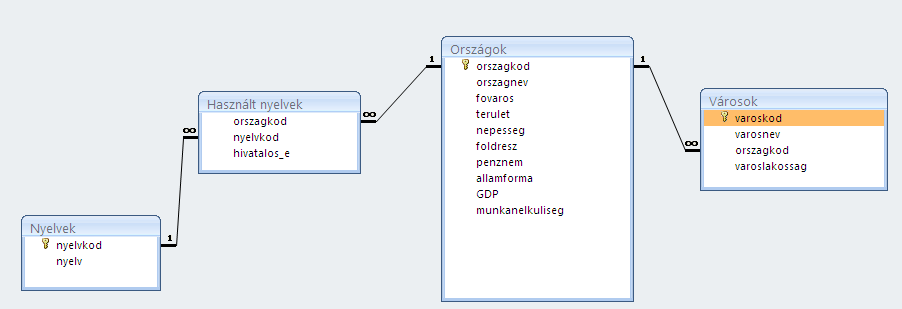 Országok
orszagkod
orszagnev
fovaros
terulet
nepesseg
foldresz
penznem
allamforma
GDP
munkanelkuliseg
Használt nyelvek
orszagkod
nyelvkod
hivatalos_e
Városok
varoskod
varosnev
orszagkod
varoslakossag
Nyelvek
nyelvkod
nyelv
1
∞
1
∞
1
∞